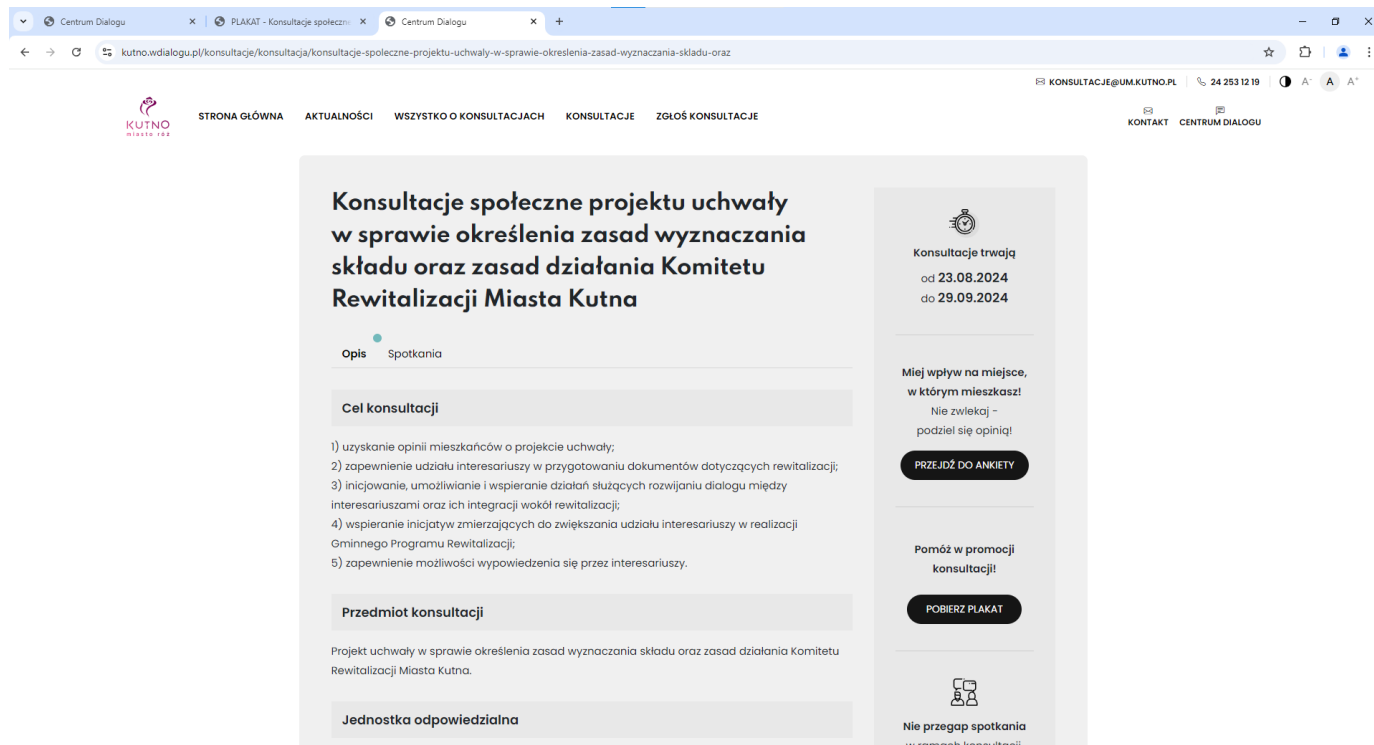 Centrum Dialogu
PLAKAT - Konsultacje społeczn
Centrum Dialogu
kutno.wdialogu.pl/konsultacje/konsultacja/konsultacje-spoleczne-projektu-uchwaly-w-sprawie-okreslenia-zasad-wyznaczania-skladu-oraz
KONSULTACJE@UM.KUTNO.PL
24 253 12 19
A-
A
A+
KUTNO
miasto róż
STRONA GŁÓWNA
AKTUALNOŚCI
WSZYSTKO O KONSULTACJACH
KONSULTACJE
ZGŁOŚ KONSULTACJE
KONTAKT
CENTRUM DIALOGU
Konsultacje społeczne projektu uchwały
w sprawie określenia zasad wyznaczania
składu oraz zasad działania Komitetu
Rewitalizacji Miasta Kutna
Opis
Spotkania
Cel konsultacji
1) uzyskanie opinii mieszkańców o projekcie uchwały;
2) zapewnienie udziału interesariuszy w przygotowaniu dokumentów dotyczących rewitalizacji;
3) inicjowanie, umożliwianie i wspieranie działań służących rozwijaniu dialogu między
interesariuszami oraz ich integracji wokół rewitalizacji;
4) wspieranie inicjatyw zmierzających do zwiększania udziału interesariuszy w realizacji
Gminnego Programu Rewitalizacji;
5) zapewnienie możliwości wypowiedzenia się przez interesariuszy.
Przedmiot konsultacji
Projekt uchwały w sprawie określenia zasad wyznaczania składu oraz zasad działania Komitetu
Rewitalizacji Miasta Kutna.
Jednostka odpowiedzialna
Konsultacje trwają
od 23.08.2024
do 29.09.2024
Miej wpływ na miejsce,
w którym mieszkasz!
Nie zwlekaj -
podziel się opinią!
PRZEJDŹ DO ANKIETY
Pomóż w promocji
konsultacji!
POBIERZ PLAKAT
Nie przegap spotkania
w ramach konsultacji